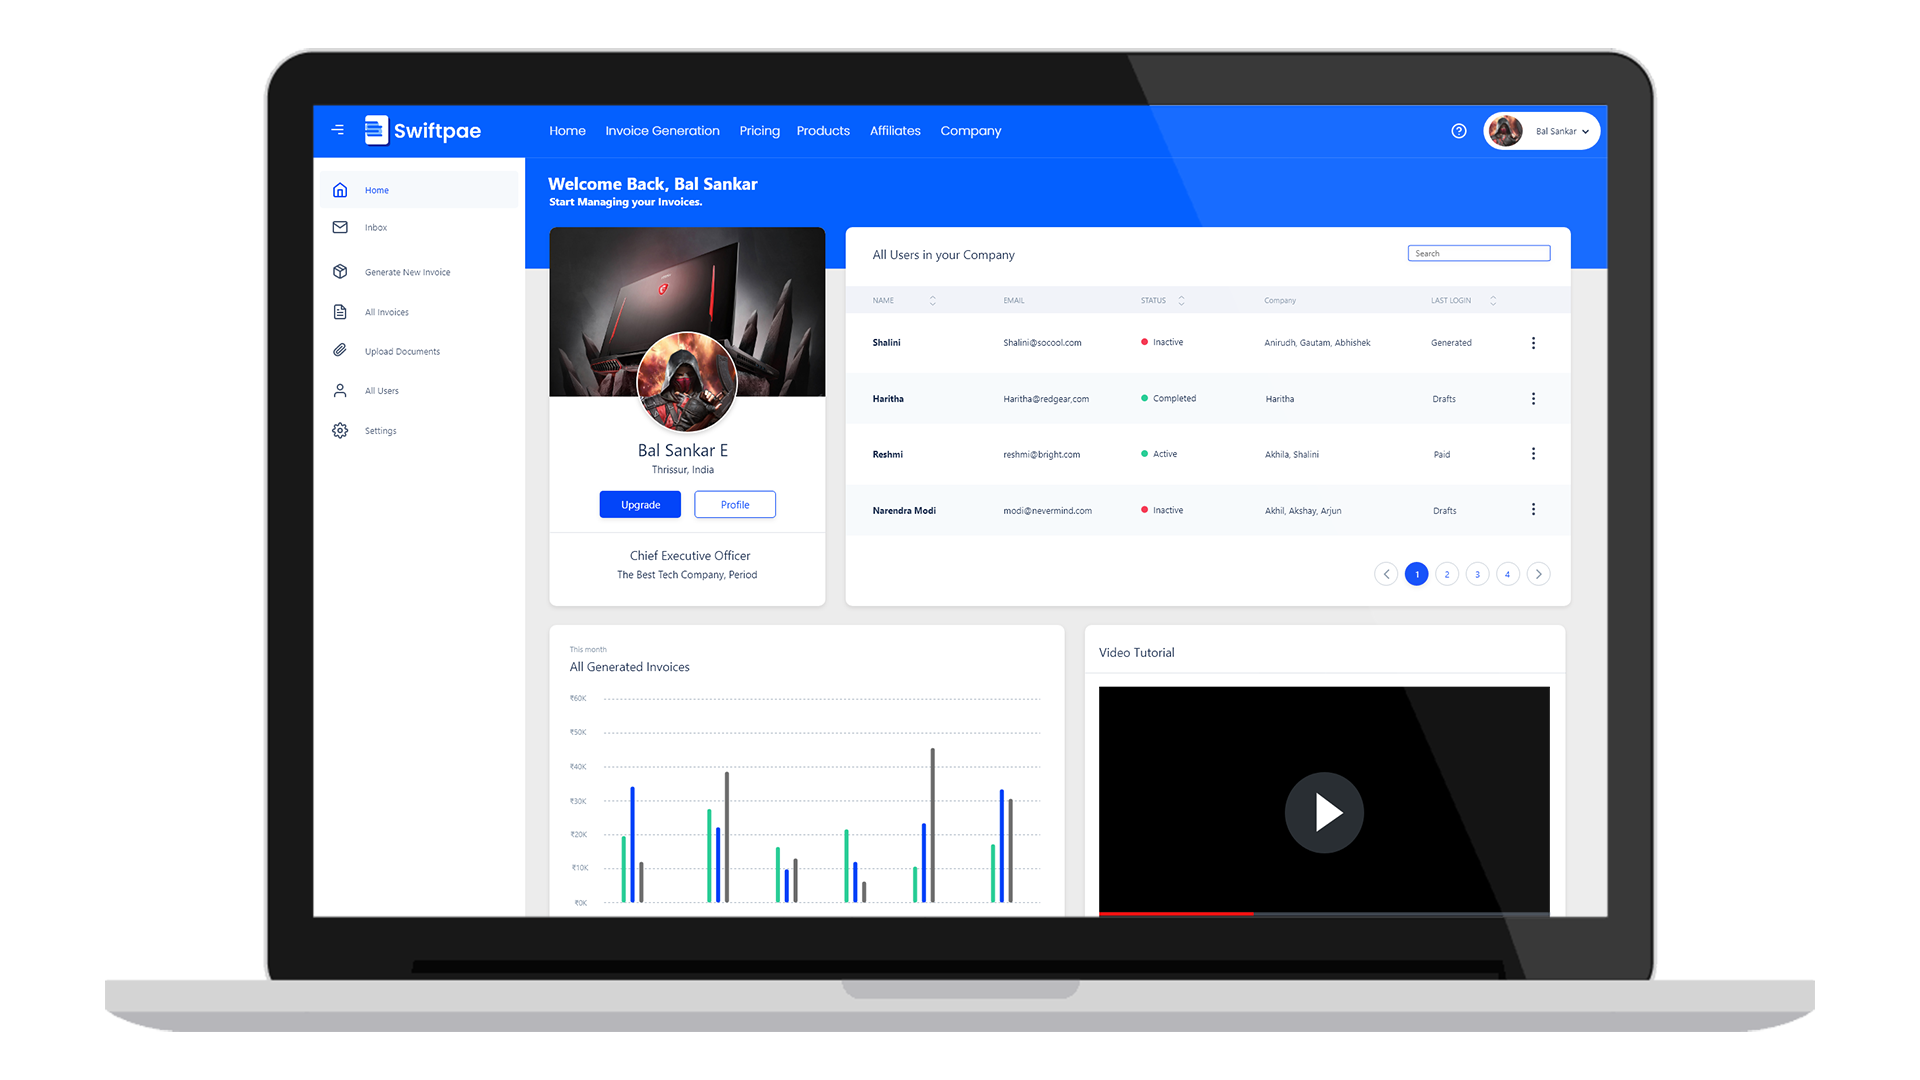 Swiftpae
Home Invoice Generation Pricing Products Affiliates Company
Bal Sankar
Home
Inbox
Generate New Invoice
All Invoices
Upload Documents
All Users
Settings
Welcome Back, Bal Sankar
Start Managing your Invoices.
Bal Sankar E
Thrissur, India
Upgrade Profile
Chief Executive Officer
The Best Tech Company, Period
All Users in your Company
Search
NAME EMAIL STATUS Company LAST LOGIN
Shalini Shalini@socool.com Inactive Anirudh, Gautam, Abhishek Generated
Haritha Haritha@redgear,com Completed Haritha Drafts
Reshmi reshmi@bright.com Active Akhila, Shalini Paid
Narendra Modi modi@nevermind.com Inactive Akhil, Akshay, Arjun Drafts
1 2 3 4
This month
All Generated Invoices
₹60K
₹50K
₹40K
₹30K
₹20K
₹10K
₹0K
Video Tutorial